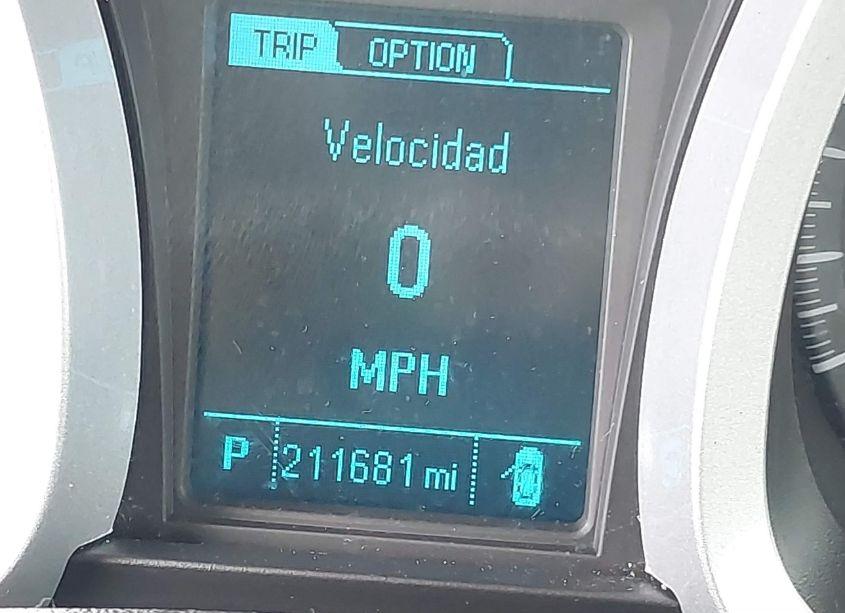 TRIP OPTION
Velocidad
0
MPH
P 211681 mi